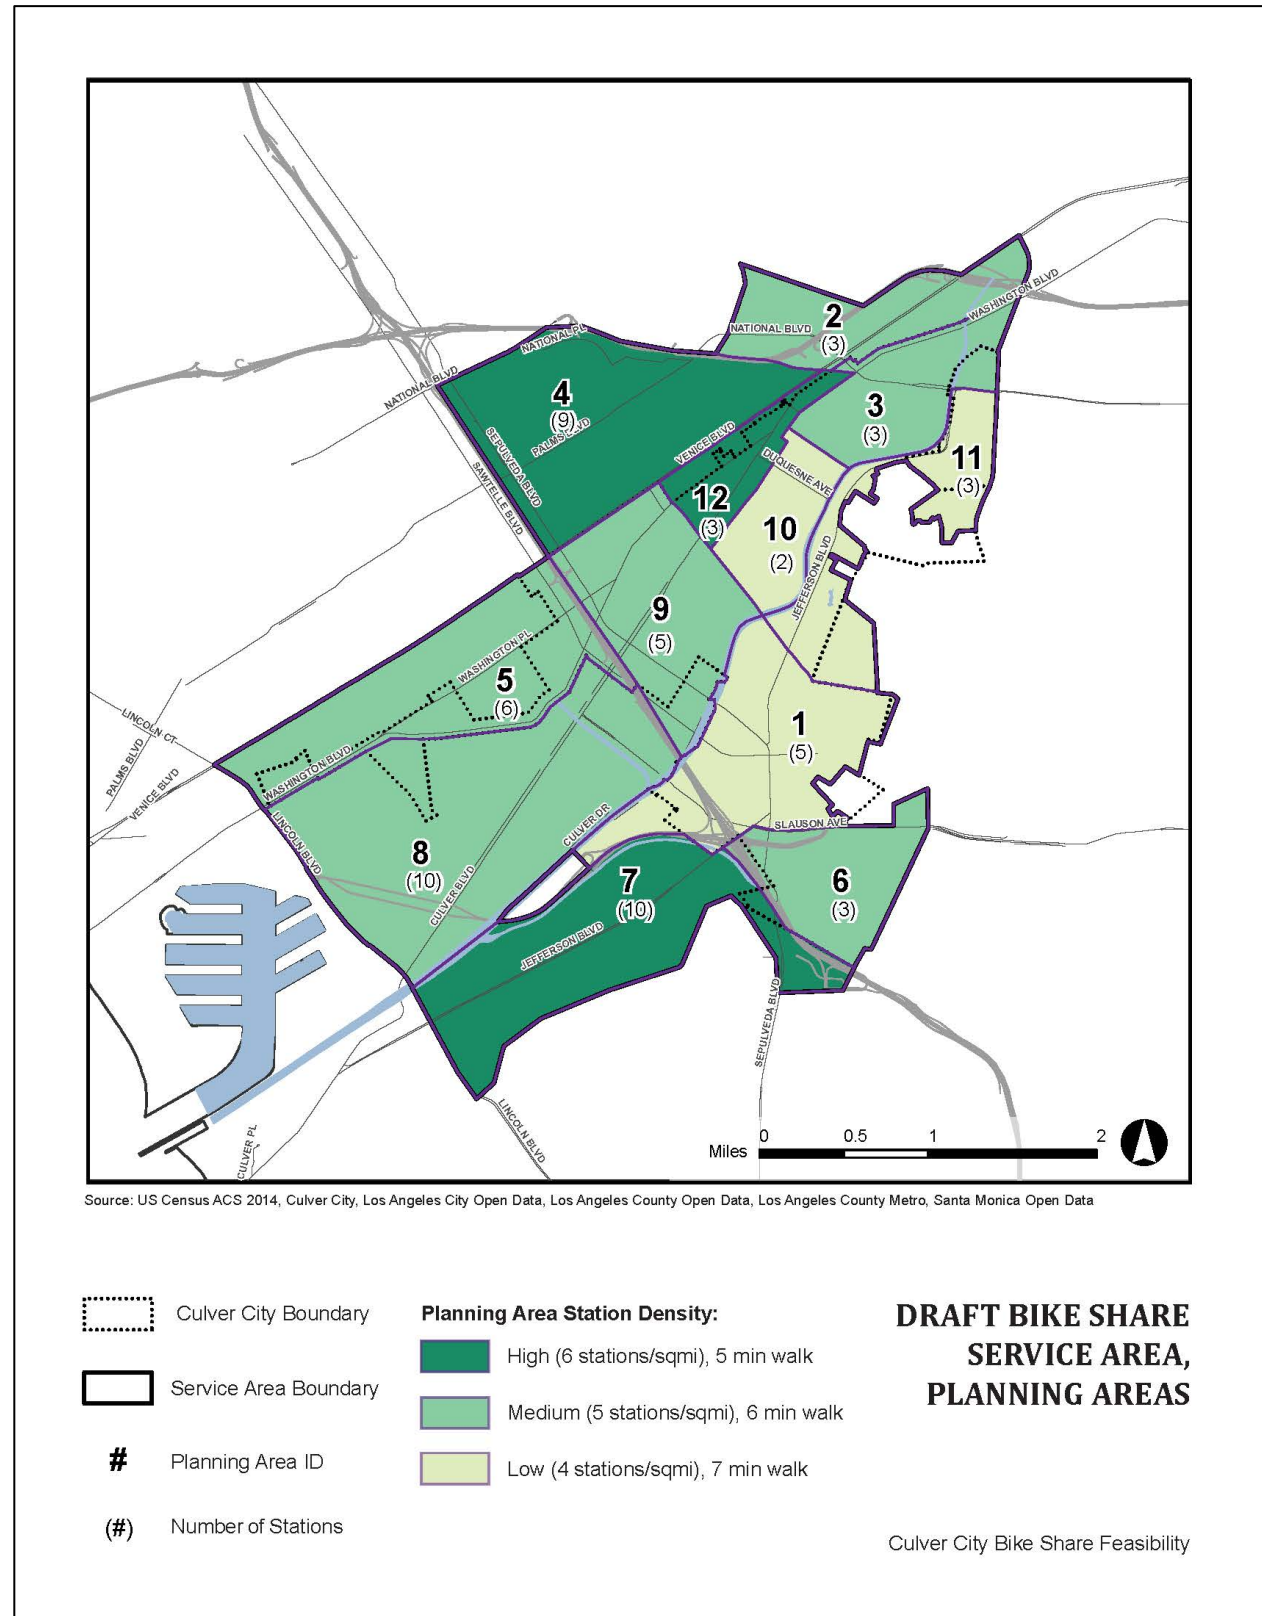 2
(3)
NATIONAL BLVD
WASHINGTON BLVD
NATIONAL PL
NATIONAL BLVD
4
(9)
PALMS BLVD
3
(3)
SEPULVEDA BLVD
SAWTELLE BLVD
VENICE BLVD
DUQUESNE AVE
11
(3)
12
(3)
10
(2)
JEFFERSON BLVD
9
(5)
WASHINGTON PL
5
(6)
LINCOLN CT
PALMS BLVD
VENICE BLVD
WASHINGTON BLVD
1
(5)
LINCOLN BLVD
CULVER DR
SLAUSON AVE
8
(10)
CULVER BLVD
7
(10)
6
(3)
JEFFERSON BLVD
SEPULVEDA BLVD
LINCOLN BLVD
CULVER PL
Miles 0 0.5 1 2
Source: US Census ACS 2014, Culver City, Los Angeles City Open Data, Los Angeles County Open Data, Los Angeles County Metro, Santa Monica Open Data
Culver City Boundary
Service Area Boundary
# Planning Area ID
(#) Number of Stations
Planning Area Station Density:
High (6 stations/sqmi), 5 min walk
Medium (5 stations/sqmi), 6 min walk
Low (4 stations/sqmi), 7 min walk
DRAFT BIKE SHARE
SERVICE AREA,
PLANNING AREAS
Culver City Bike Share Feasibility